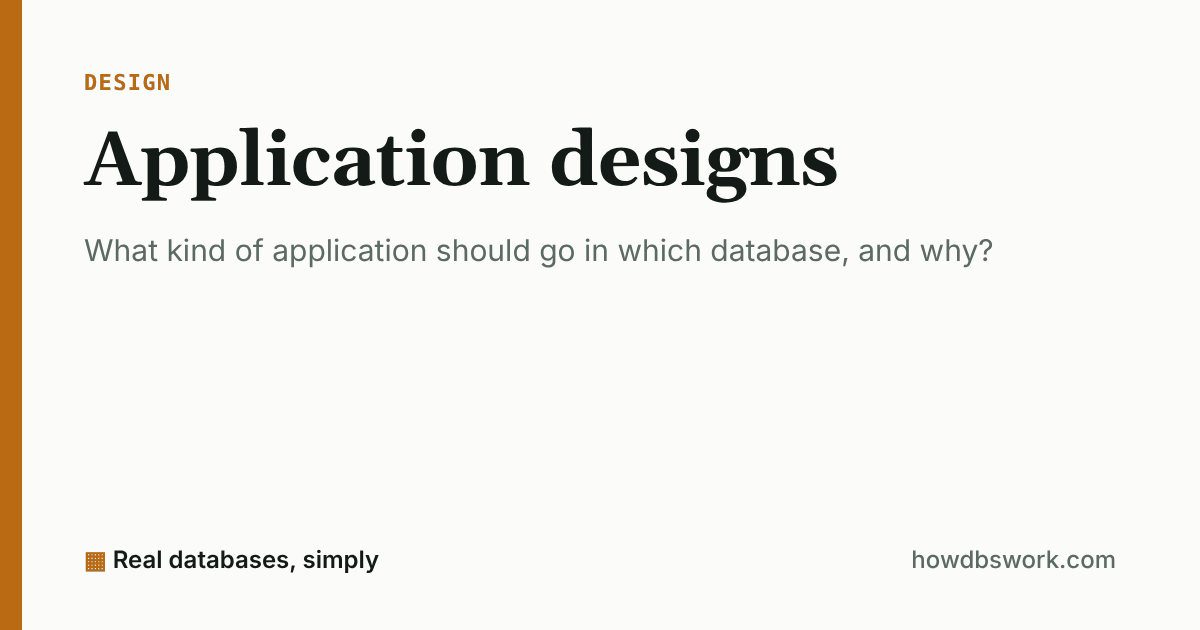 DESIGN
Application designs
What kind of application should go in which database, and why?
Real databases, simply
howdbswork.com